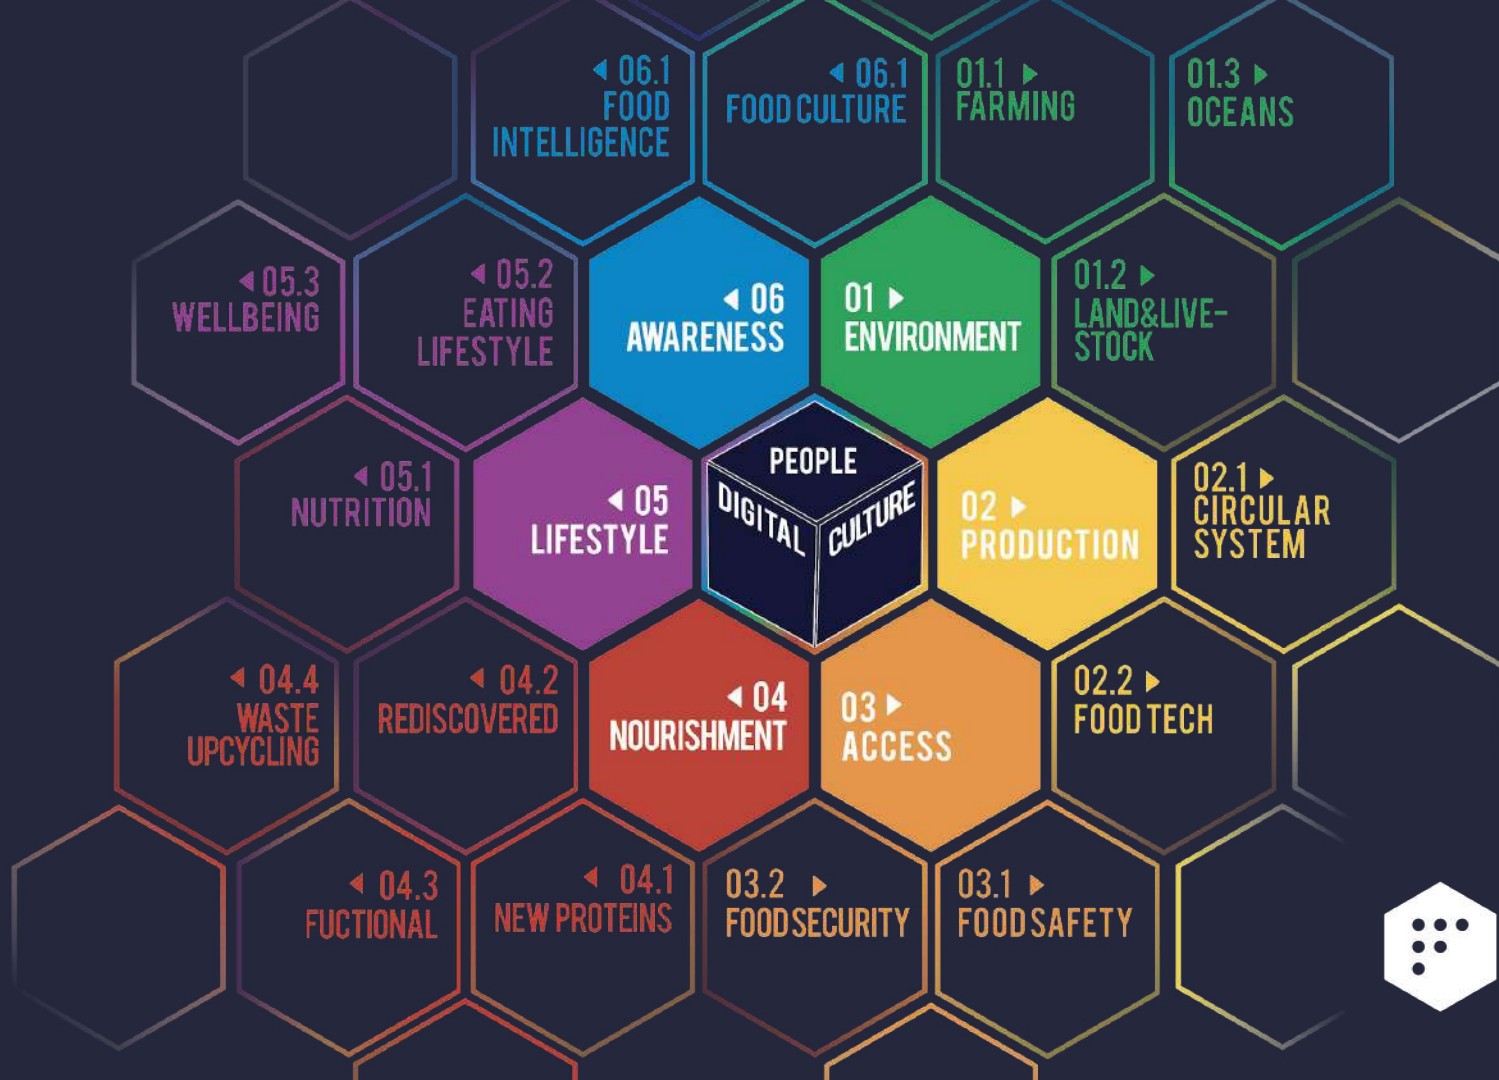 ◀ 06.1
FOOD
INTELLIGENCE
◀ 06.1
FOOD CULTURE
01.1 ▶
FARMING
01.3 ▶
OCEANS
◀ 05.3
WELLBEING
◀ 05.2
EATING
LIFESTYLE
◀ 06
AWARENESS
01 ▶
ENVIRONMENT
01.2 ▶
LAND&LIVE-
STOCK
◀ 05.1
NUTRITION
◀ 05
LIFESTYLE
PEOPLE
DIGITAL
CULTURE
02 ▶
PRODUCTION
02.1 ▶
CIRCULAR
SYSTEM
◀ 04.4
WASTE
UPCYCLING
◀ 04.2
REDISCOVERED
◀ 04
NOURISHMENT
03 ▶
ACCESS
02.2 ▶
FOOD TECH
◀ 04.3
FUCTIONAL
◀ 04.1
NEW PROTEINS
03.2 ▶
FOOD SECURITY
03.1 ▶
FOOD SAFETY